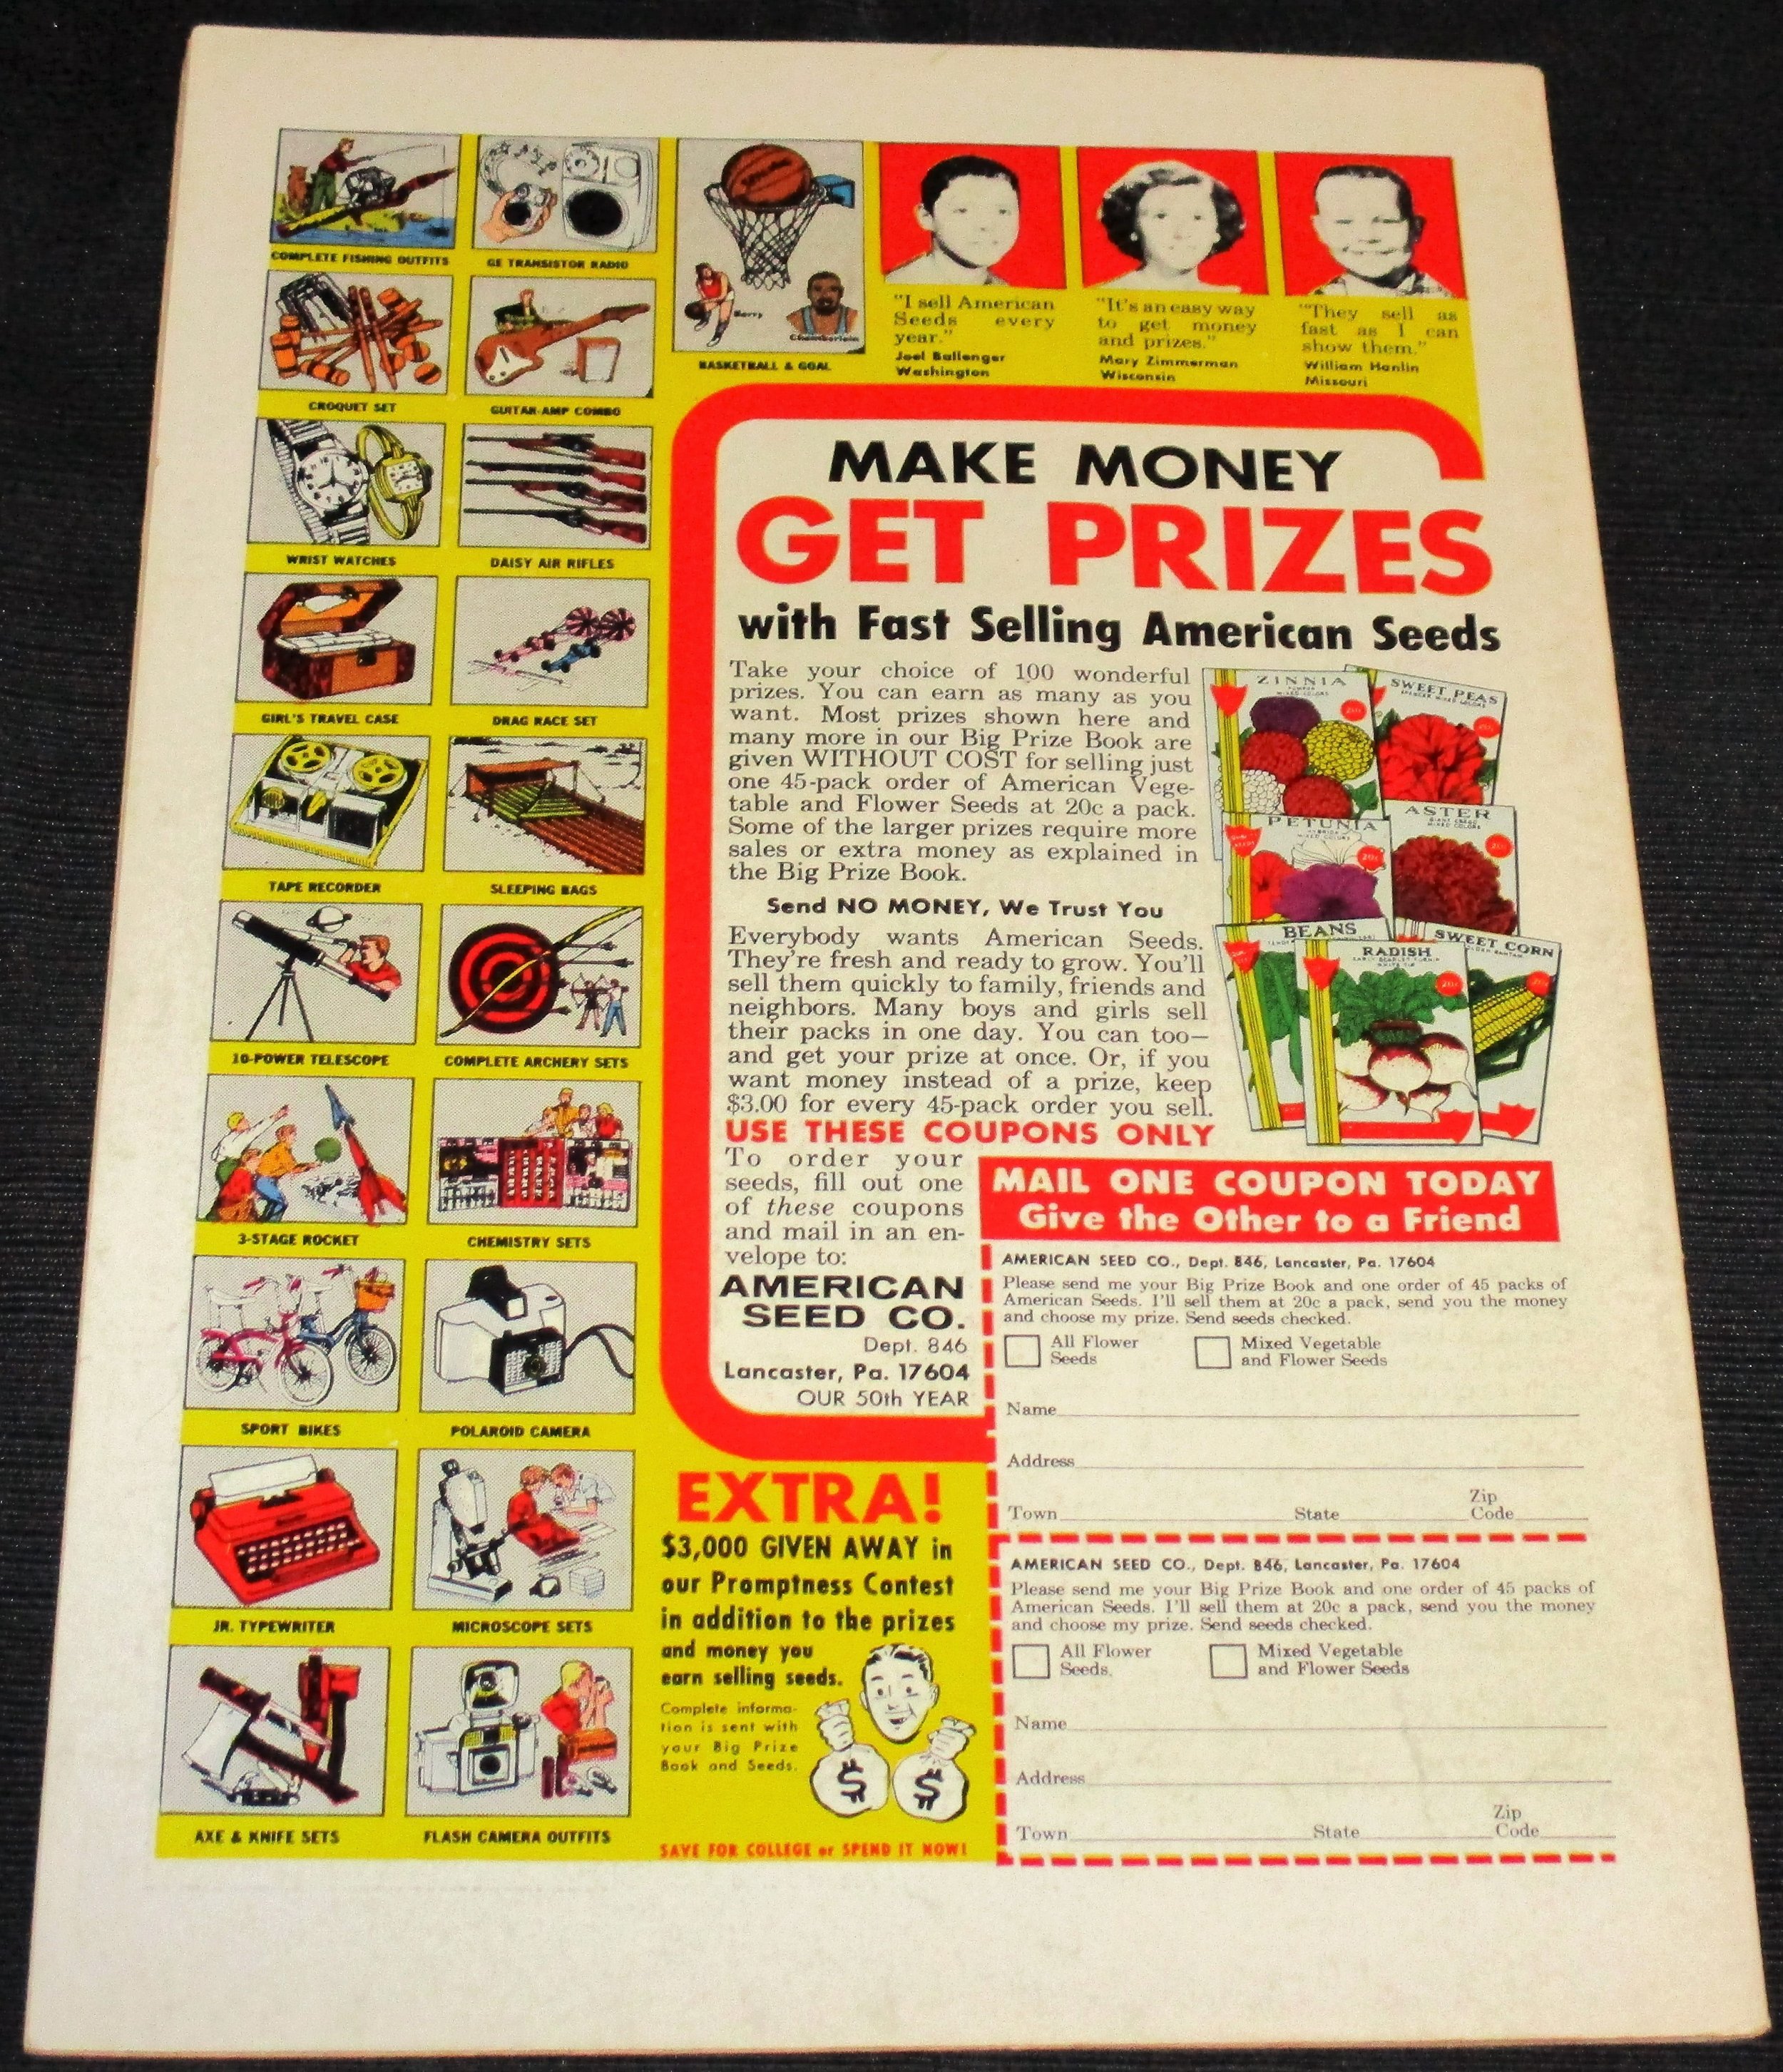 COMPLETE FISHING OUTFITS
GE TRANSISTOR RADIO
Barry
Chamberlain
BASKETBALL & GOAL
CROQUET SET
GUITAR-AMP COMBO
WRIST WATCHES
DAISY AIR RIFLES
GIRL'S TRAVEL CASE
DRAG RACE SET
TAPE RECORDER
SLEEPING BAGS
10-POWER TELESCOPE
COMPLETE ARCHERY SETS
3-STAGE ROCKET
CHEMISTRY SETS
SPORT BIKES
POLAROID CAMERA
JR. TYPEWRITER
MICROSCOPE SETS
AXE & KNIFE SETS
FLASH CAMERA OUTFITS
"I sell American
Seeds every
year."
Joel Ballenger
Washington
"It's an easy way
to get money
and prizes."
Mary Zimmerman
Wisconsin
"They sell as
fast as I can
show them."
William Hanlin
Missouri
MAKE MONEY
GET PRIZES
with Fast Selling American Seeds
Take your choice of 100 wonderful
prizes. You can earn as many as you
want. Most prizes shown here and
many more in our Big Prize Book are
given WITHOUT COST for selling just
one 45-pack order of American Vege-
table and Flower Seeds at 20c a pack.
Some of the larger prizes require more
sales or extra money as explained in
the Big Prize Book.
Send NO MONEY, We Trust You
Everybody wants American Seeds.
They're fresh and ready to grow. You'll
sell them quickly to family, friends and
neighbors. Many boys and girls sell
their packs in one day. You can too—
and get your prize at once. Or, if you
want money instead of a prize, keep
$3.00 for every 45-pack order you sell.
USE THESE COUPONS ONLY
To order your
seeds, fill out one
of these coupons
and mail in an en-
velope to:
AMERICAN
SEED CO.
Dept. 846
Lancaster, Pa. 17604
OUR 50th YEAR
ZINNIA
MIXED COLORS
20c
SWEET PEAS
SPENCER MIXED COLORS
20c
PETUNIA
MIXED COLORS
20c
ASTER
MIXED COLORS
20c
BEANS
RADISH
20c
SWEET CORN
20c
MAIL ONE COUPON TODAY
Give the Other to a Friend
AMERICAN SEED CO., Dept. 846, Lancaster, Pa. 17604
Please send me your Big Prize Book and one order of 45 packs of
American Seeds. I'll sell them at 20c a pack, send you the money
and choose my prize. Send seeds checked.
All Flower
Seeds
Mixed Vegetable
and Flower Seeds
Name
Address
Town State Zip
Code
AMERICAN SEED CO., Dept. 846, Lancaster, Pa. 17604
Please send me your Big Prize Book and one order of 45 packs of
American Seeds. I'll sell them at 20c a pack, send you the money
and choose my prize. Send seeds checked.
All Flower
Seeds.
Mixed Vegetable
and Flower Seeds
Name
Address
Town State Zip
Code
EXTRA!
$3,000 GIVEN AWAY in
our Promptness Contest
in addition to the prizes
and money you
earn selling seeds.
Complete informa-
tion is sent with
your Big Prize
Book and Seeds.
$ $
SAVE FOR COLLEGE or SPEND IT NOW!